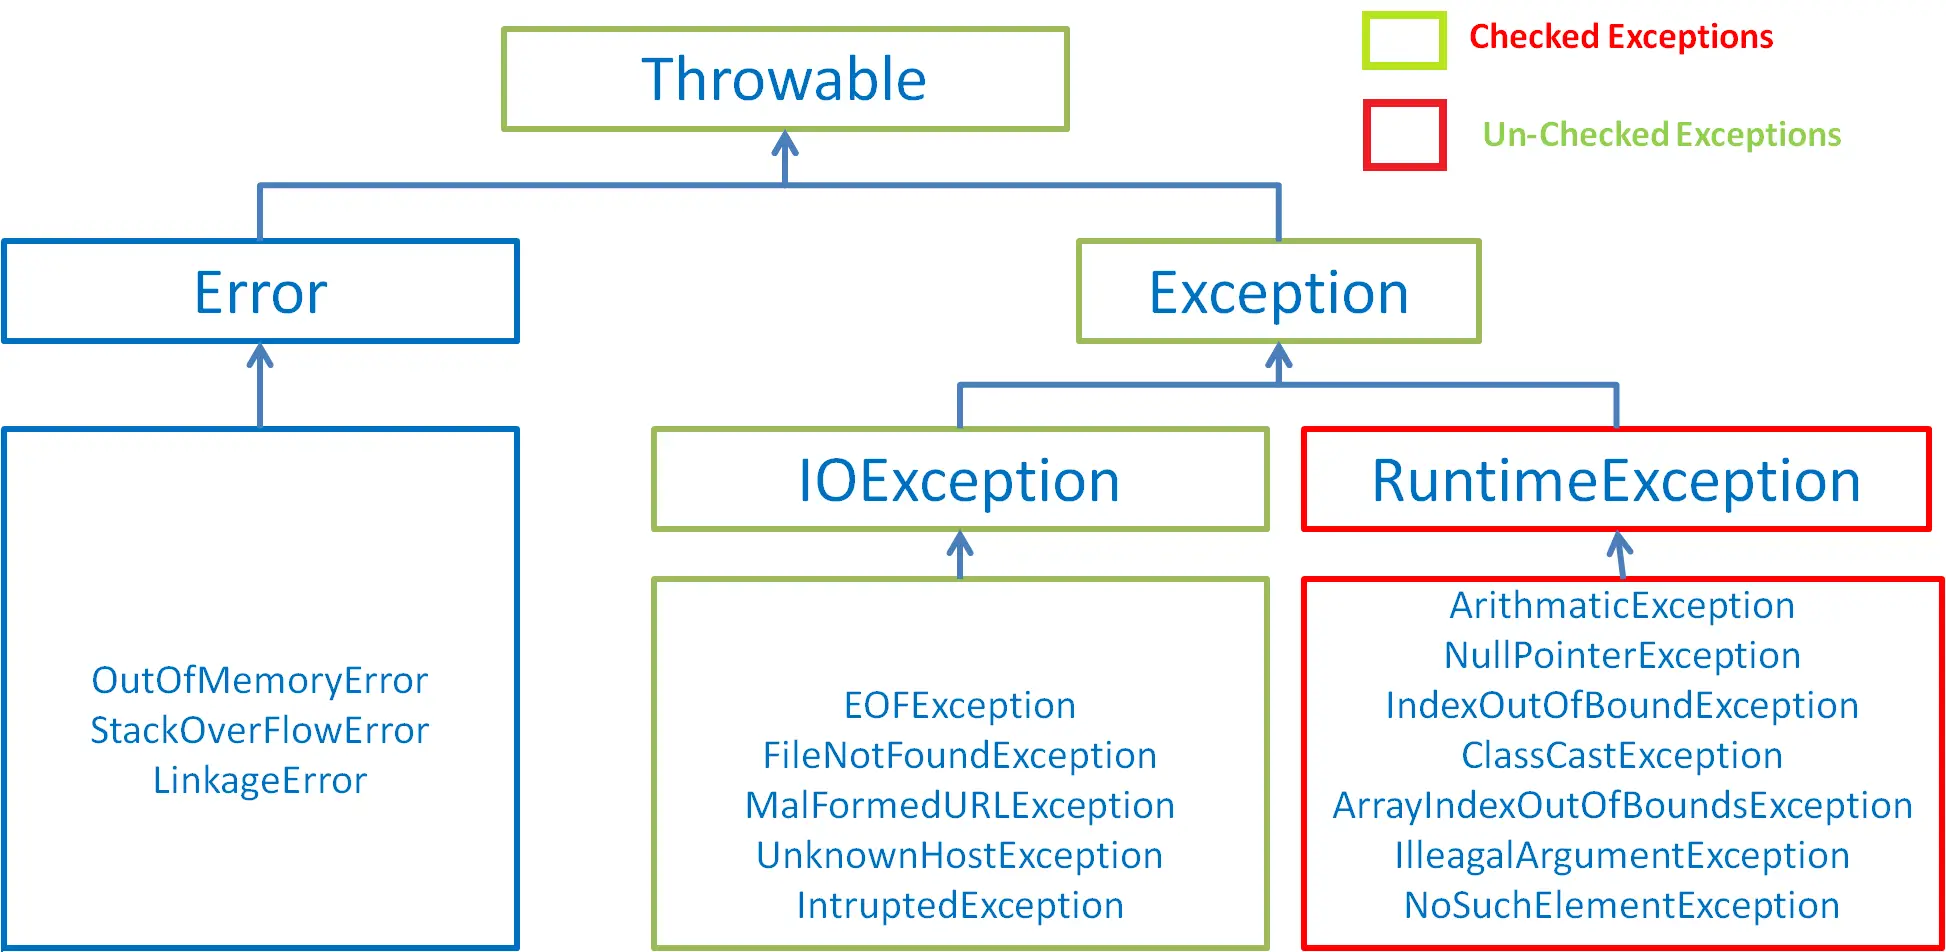 Throwable
Checked Exceptions
Un-Checked Exceptions
Error
Exception
IOException
RuntimeException
OutOfMemoryError
StackOverFlowError
LinkageError
EOFException
FileNotFoundException
MalFormedURLException
UnknownHostException
IntruptedException
ArithmaticException
NullPointerException
IndexOutOfBoundException
ClassCastException
ArrayIndexOutOfBoundsException
IlleagalArgumentException
NoSuchElementException